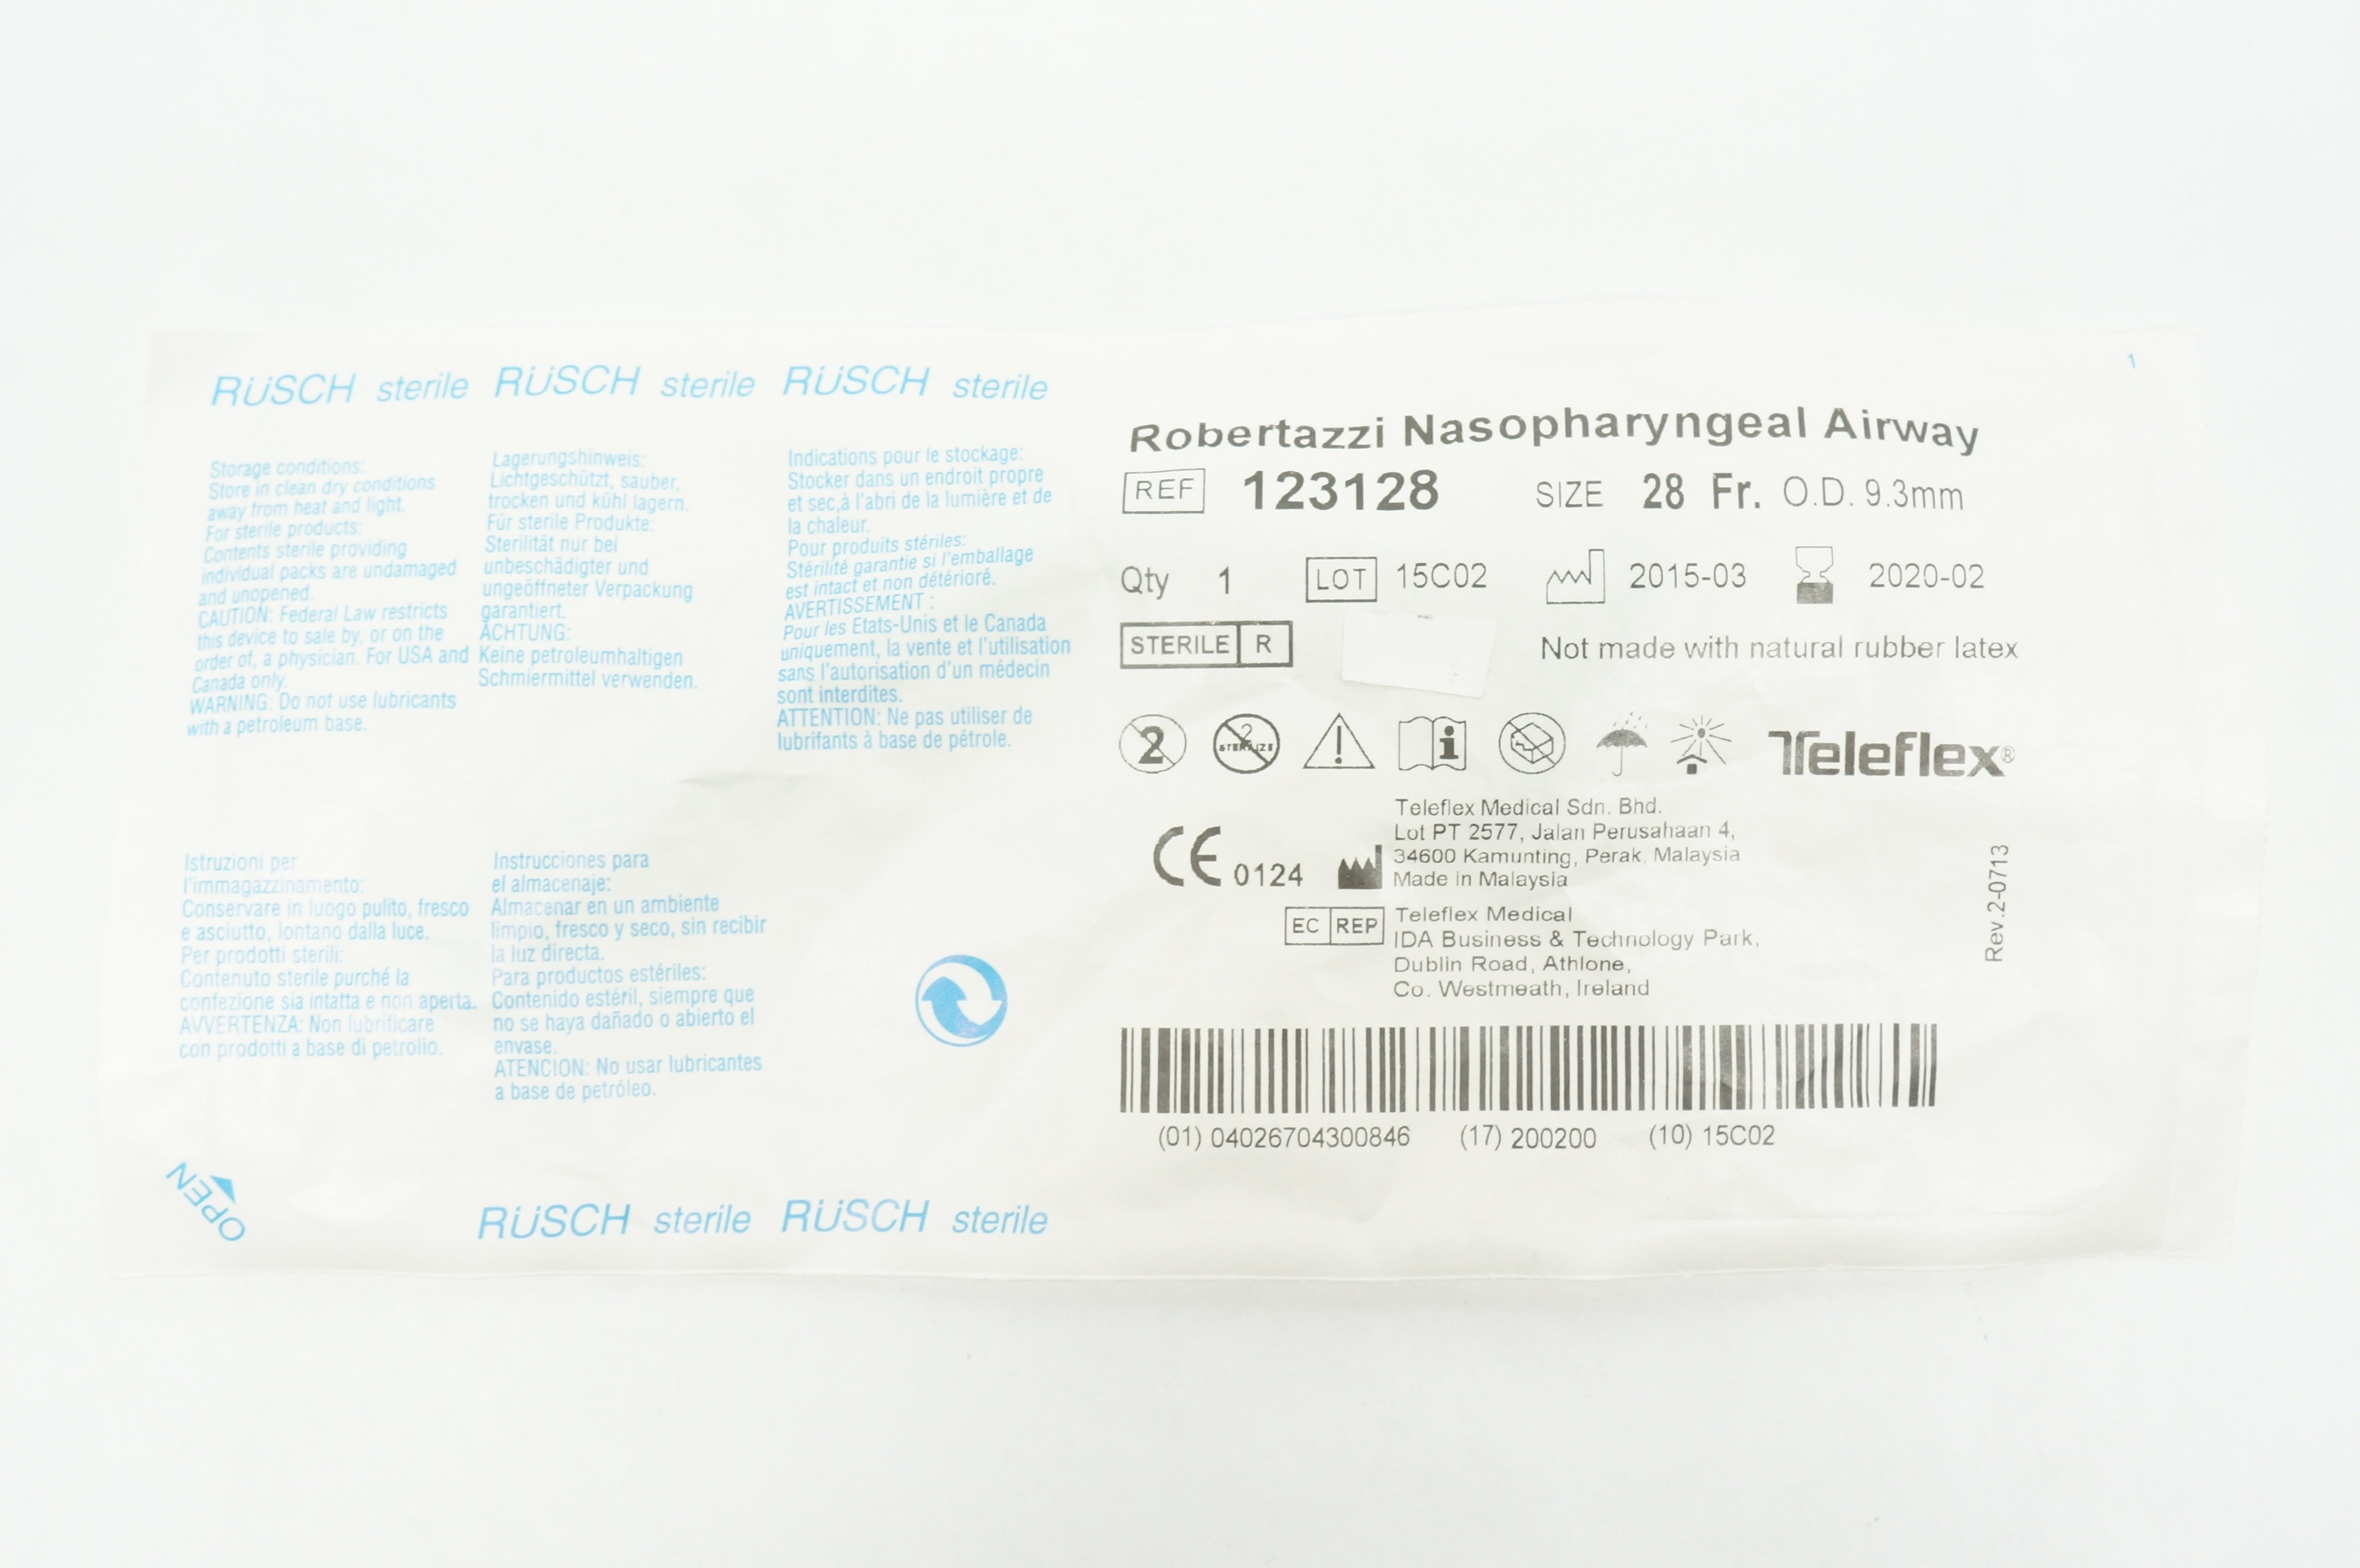 RÜSCH sterile RÜSCH sterile RÜSCH sterile
Storage conditions:
Store in clean dry conditions
away from heat and light.
For sterile products:
Contents sterile providing
individual packs are undamaged
and unopened.
CAUTION: Federal Law restricts
this device to sale by, or on the
order of, a physician. For USA and
Canada only.
WARNING: Do not use lubricants
with a petroleum base.
Lagerungshinweis:
Lichtgeschützt, sauber,
trocken und kühl lagern.
Für sterile Produkte:
Sterilität nur bei
unbeschädigter und
ungeöffneter Verpackung
garantiert.
ACHTUNG:
Keine petroleumhaltigen
Schmiermittel verwenden.
Indications pour le stockage:
Stocker dans un endroit propre
et sec,à l'abri de la lumière et de
la chaleur.
Pour produits stériles:
Stérilité garantie si l'emballage
est intact et non détérioré.
AVERTISSEMENT :
Pour les Etats-Unis et le Canada
uniquement, la vente et l'utilisation
sans l'autorisation d'un médecin
sont interdites.
ATTENTION: Ne pas utiliser de
lubrifants à base de pétrole.
Istruzioni per
l'immagazzinamento:
Conservare in luogo pulito, fresco
e asciutto, lontano dalla luce.
Per prodotti sterili:
Contenuto sterile purché la
confezione sia intatta e non aperta.
AVVERTENZA: Non lubrificare
con prodotti a base di petrolio.
Instrucciones para
el almacenaje:
Almacenar en un ambiente
limpio, fresco y seco, sin recibir
la luz directa.
Para productos estériles:
Contenido estéril, siempre que
no se haya dañado o abierto el
envase.
ATENCION: No usar lubricantes
a base de petróleo.
OPEN
RÜSCH sterile RÜSCH sterile
1
Robertazzi Nasopharyngeal Airway
REF 123128 SIZE 28 Fr. O.D. 9.3mm
Qty 1 LOT 15C02 2015-03 2020-02
STERILE R Not made with natural rubber latex
2 2 STERILIZE ! i Teleflex®
CE 0124
Teleflex Medical Sdn. Bhd.
Lot PT 2577, Jalan Perusahaan 4,
34600 Kamunting, Perak, Malaysia
Made in Malaysia
EC REP
Teleflex Medical
IDA Business & Technology Park,
Dublin Road, Athlone,
Co. Westmeath, Ireland
Rev.2-0713
(01) 04026704300846 (17) 200200 (10) 15C02